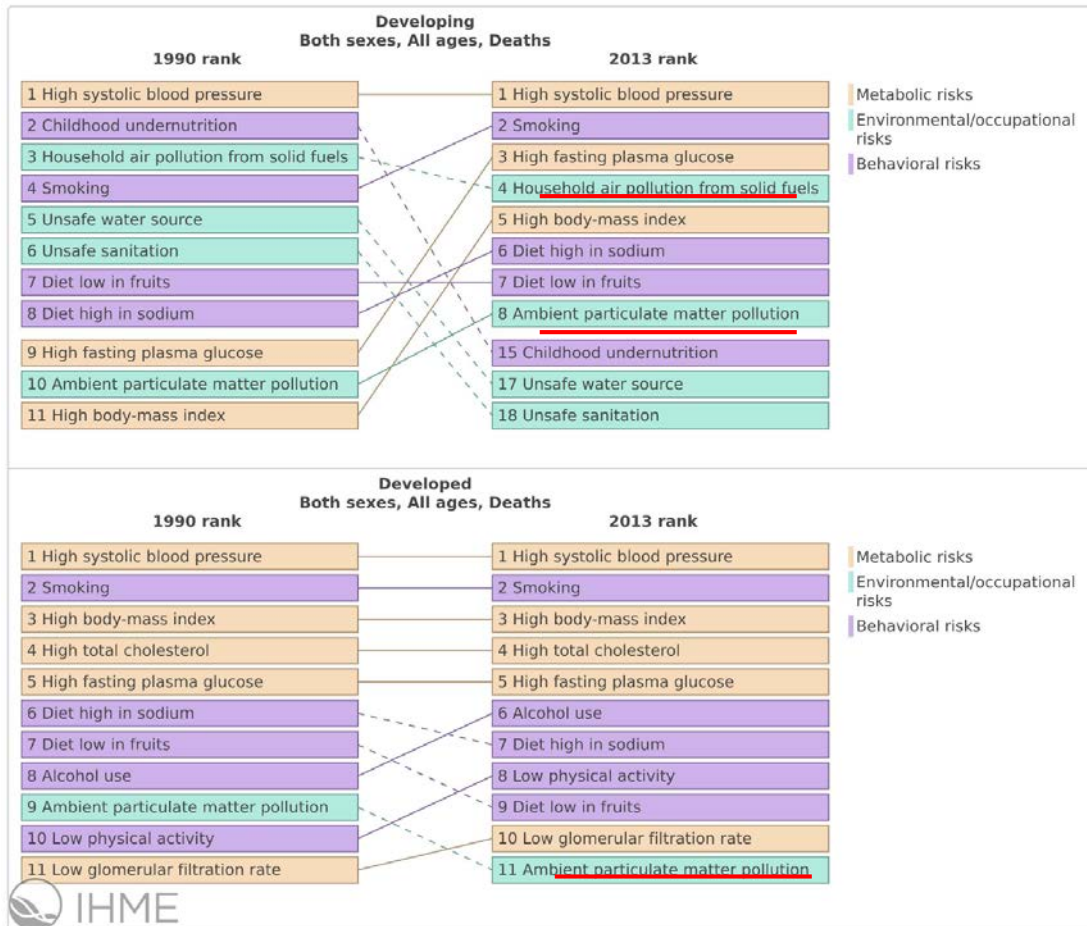 Developing
Both sexes, All ages, Deaths
1990 rank
2013 rank
1 High systolic blood pressure
2 Childhood undernutrition
3 Household air pollution from solid fuels
4 Smoking
5 Unsafe water source
6 Unsafe sanitation
7 Diet low in fruits
8 Diet high in sodium
9 High fasting plasma glucose
10 Ambient particulate matter pollution
11 High body-mass index
1 High systolic blood pressure
2 Smoking
3 High fasting plasma glucose
4 Household air pollution from solid fuels
5 High body-mass index
6 Diet high in sodium
7 Diet low in fruits
8 Ambient particulate matter pollution
15 Childhood undernutrition
17 Unsafe water source
18 Unsafe sanitation
Metabolic risks
Environmental/occupational
risks
Behavioral risks
Developed
Both sexes, All ages, Deaths
1990 rank
2013 rank
1 High systolic blood pressure
2 Smoking
3 High body-mass index
4 High total cholesterol
5 High fasting plasma glucose
6 Diet high in sodium
7 Diet low in fruits
8 Alcohol use
9 Ambient particulate matter pollution
10 Low physical activity
11 Low glomerular filtration rate
1 High systolic blood pressure
2 Smoking
3 High body-mass index
4 High total cholesterol
5 High fasting plasma glucose
6 Alcohol use
7 Diet high in sodium
8 Low physical activity
9 Diet low in fruits
10 Low glomerular filtration rate
11 Ambient particulate matter pollution
Metabolic risks
Environmental/occupational
risks
Behavioral risks
IHME